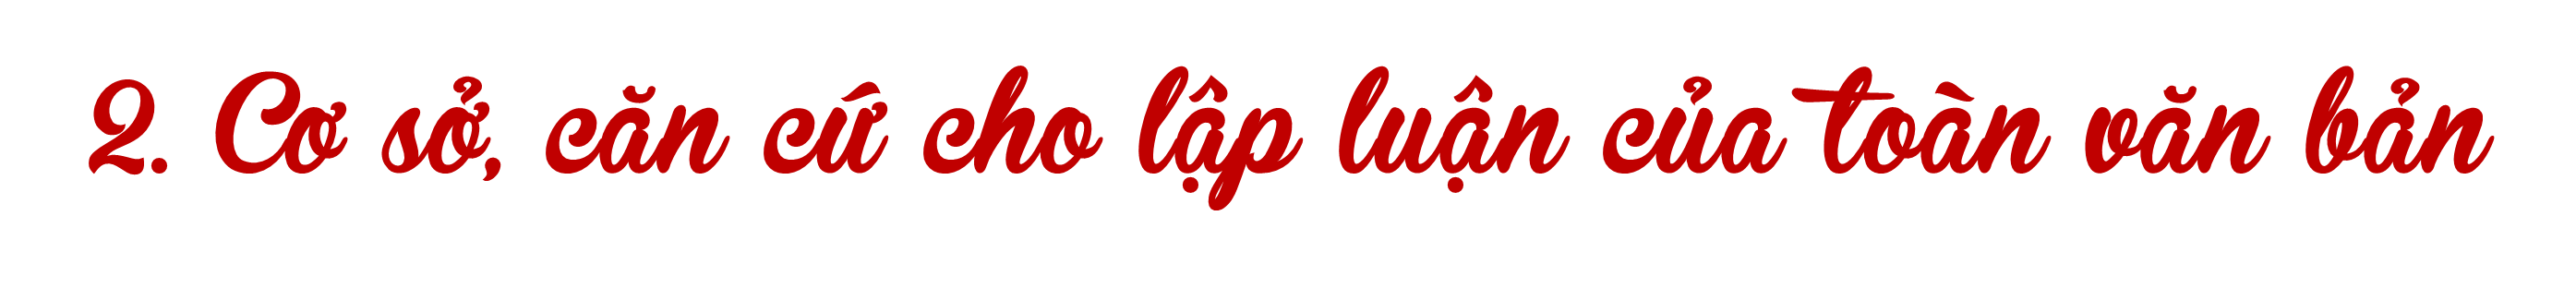 2. Cơ sở, căn cứ cho lập luận của toàn văn bản